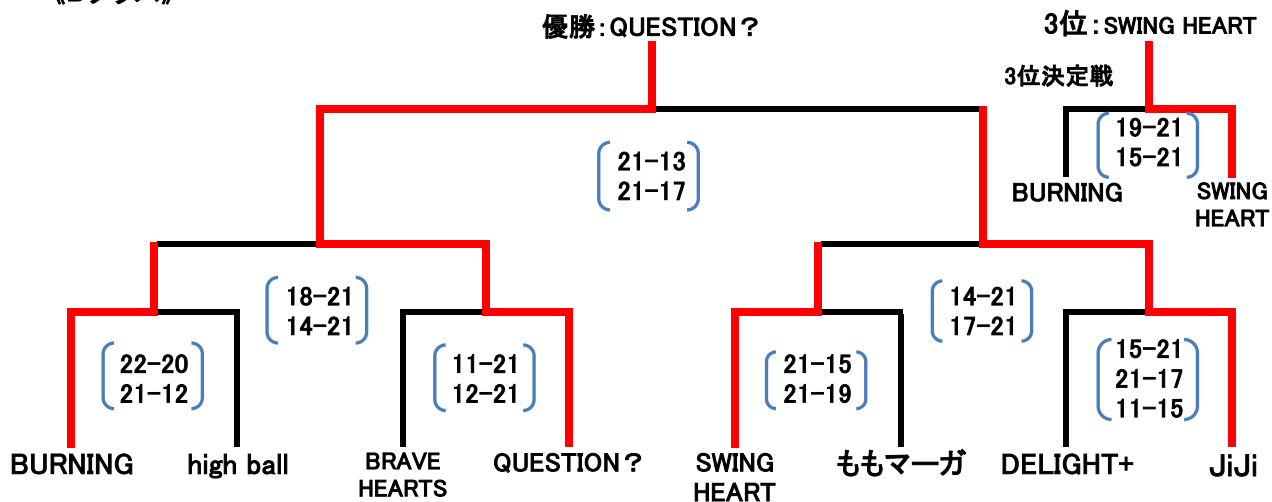 優勝：QUESTION？
3位：SWING HEART
3位決定戦
19-21
15-21
BURNING
SWING
HEART
21-13
21-17
18-21
14-21
14-21
17-21
22-20
21-12
11-21
12-21
21-15
21-19
15-21
21-17
11-15
BURNING
high ball
BRAVE
HEARTS
QUESTION？
SWING
HEART
ももマーガ
DELIGHT+
JiJi